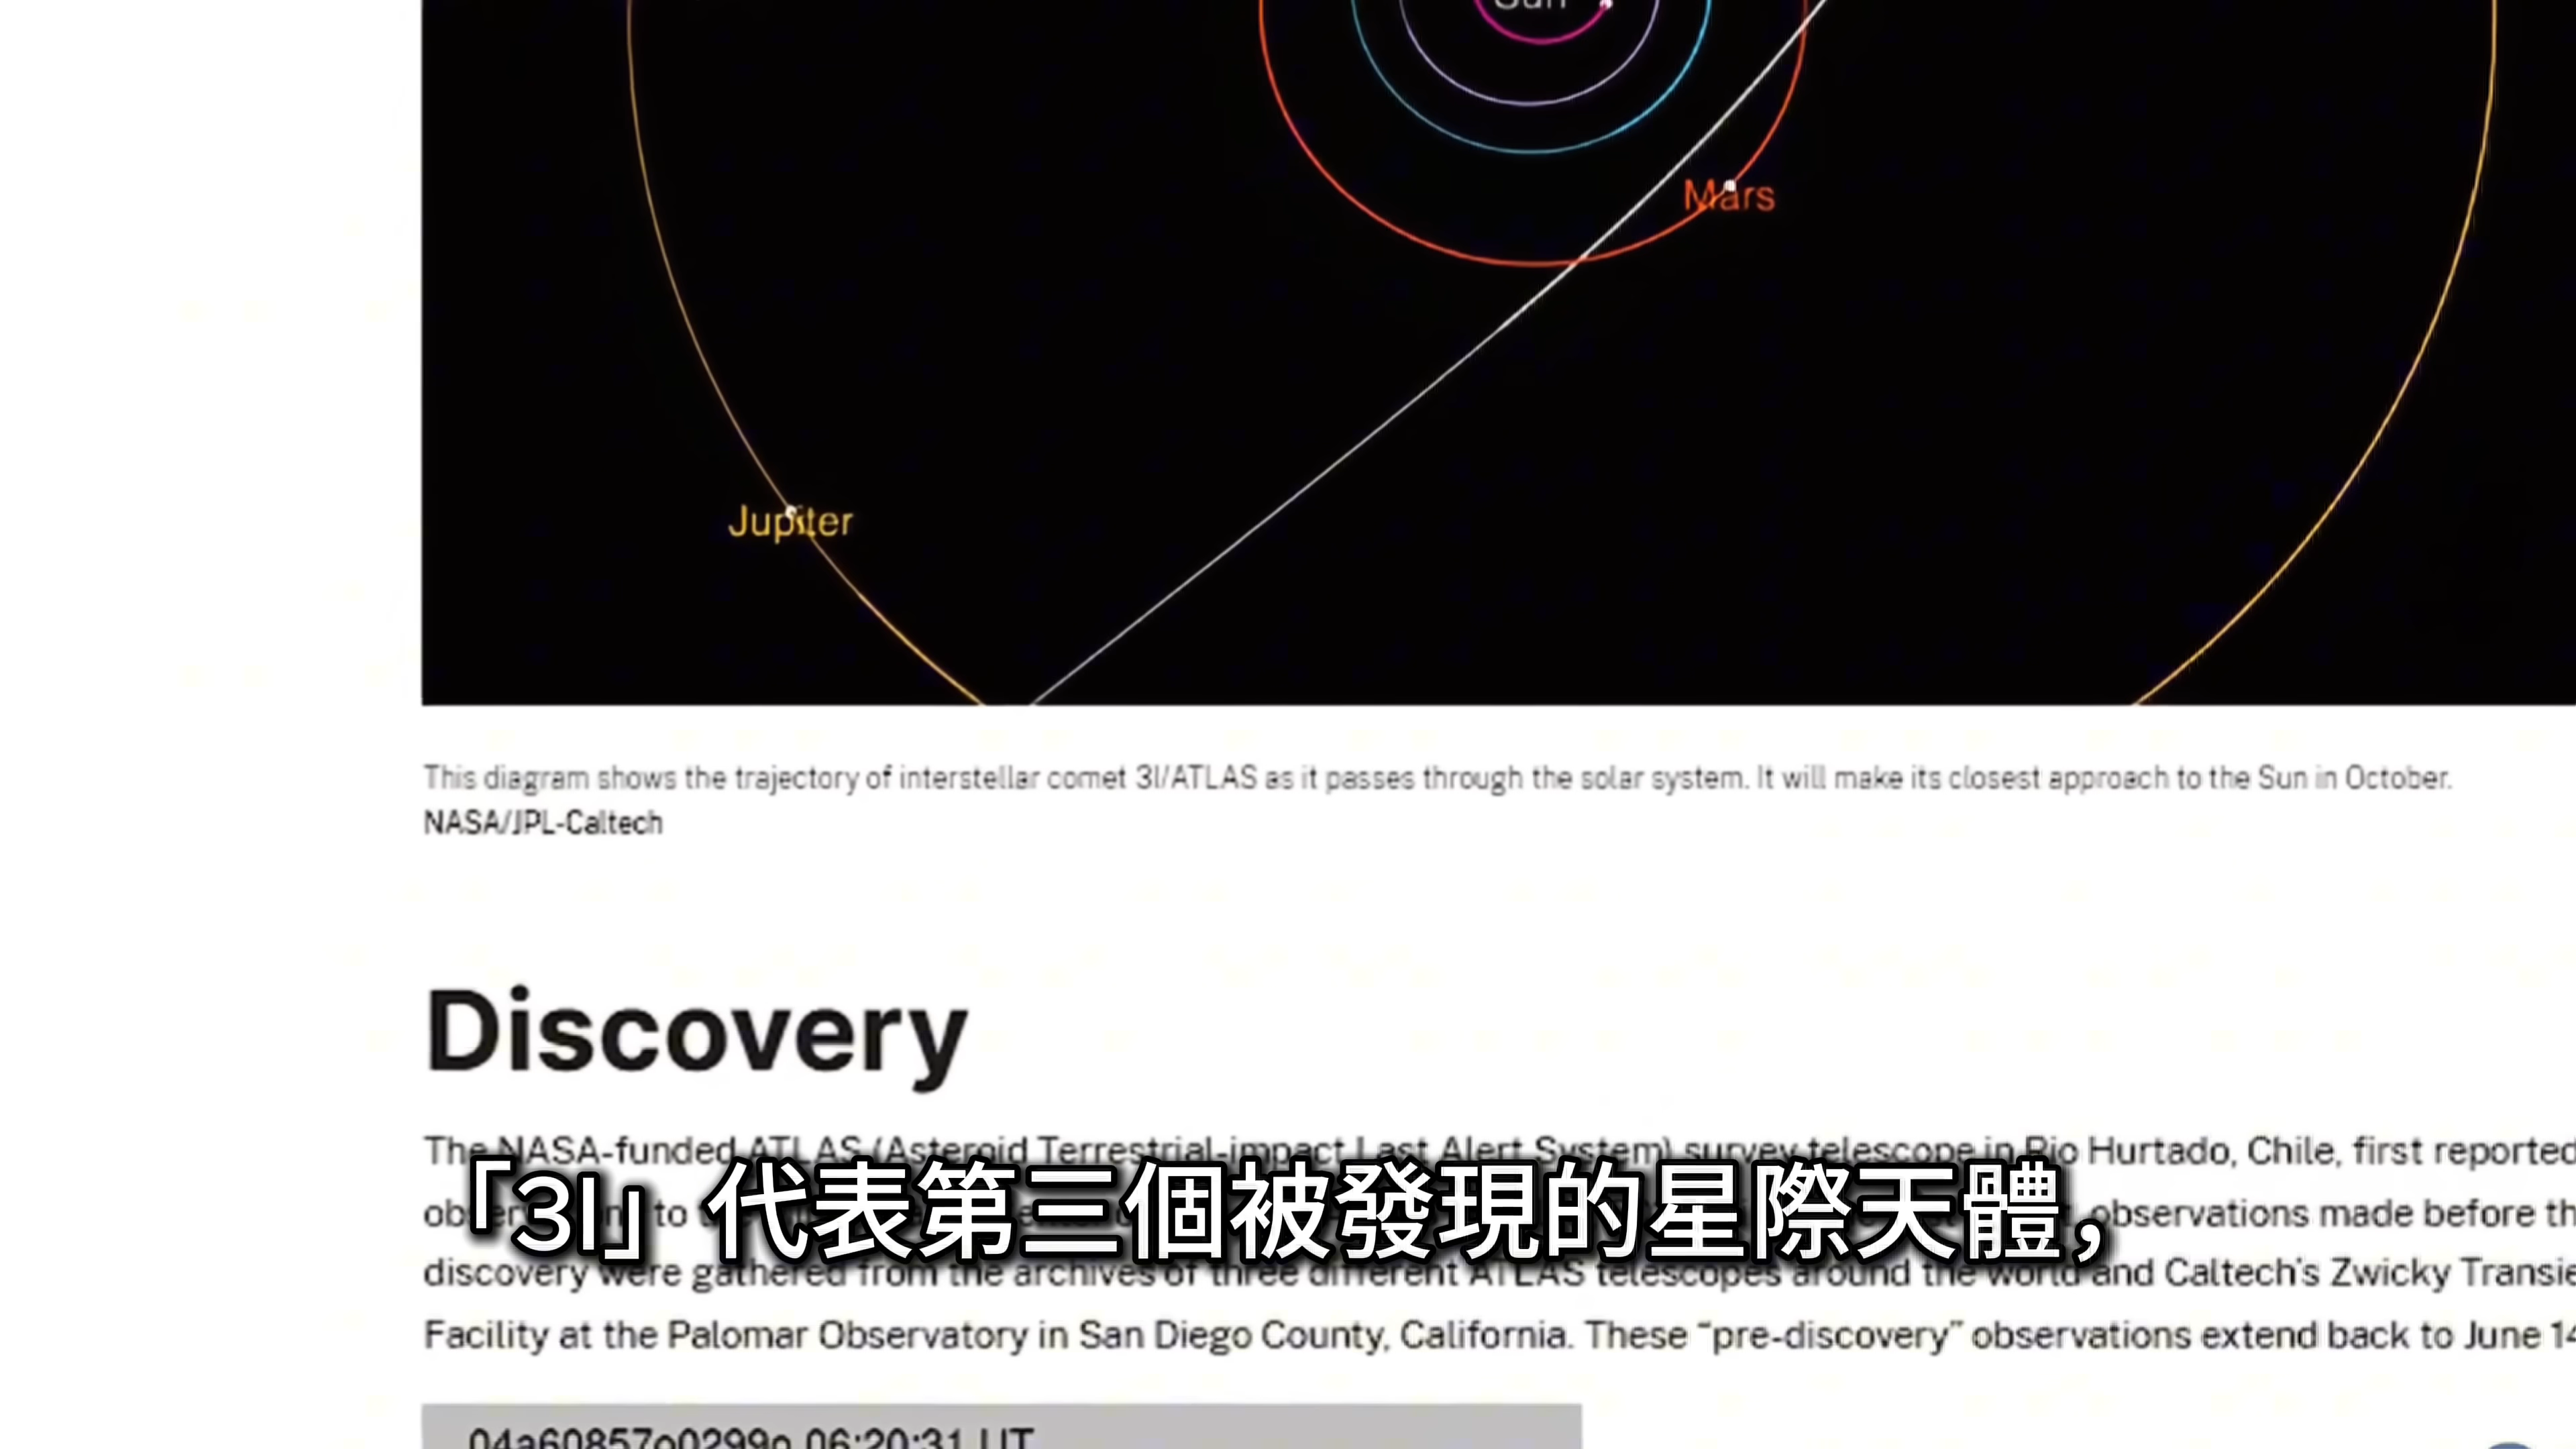 Sun
Mars
Jupiter
This diagram shows the trajectory of interstellar comet 3I/ATLAS as it passes through the solar system. It will make its closest approach to the Sun in October.
NASA/JPL-Caltech
Discovery
The NASA-funded ATLAS (Asteroid Terrestrial-impact Last Alert System) survey telescope in Rio Hurtado, Chile, first reported
to observations made before
「3I」代表第三個被發現的星際天體，
discovery were gathered from the archives of three different ATLAS telescopes around the world and Caltech's Zwicky
Facility at the Palomar Observatory in San Diego County, California. These "pre-discovery" observations extend back to June
06:20:31 UT